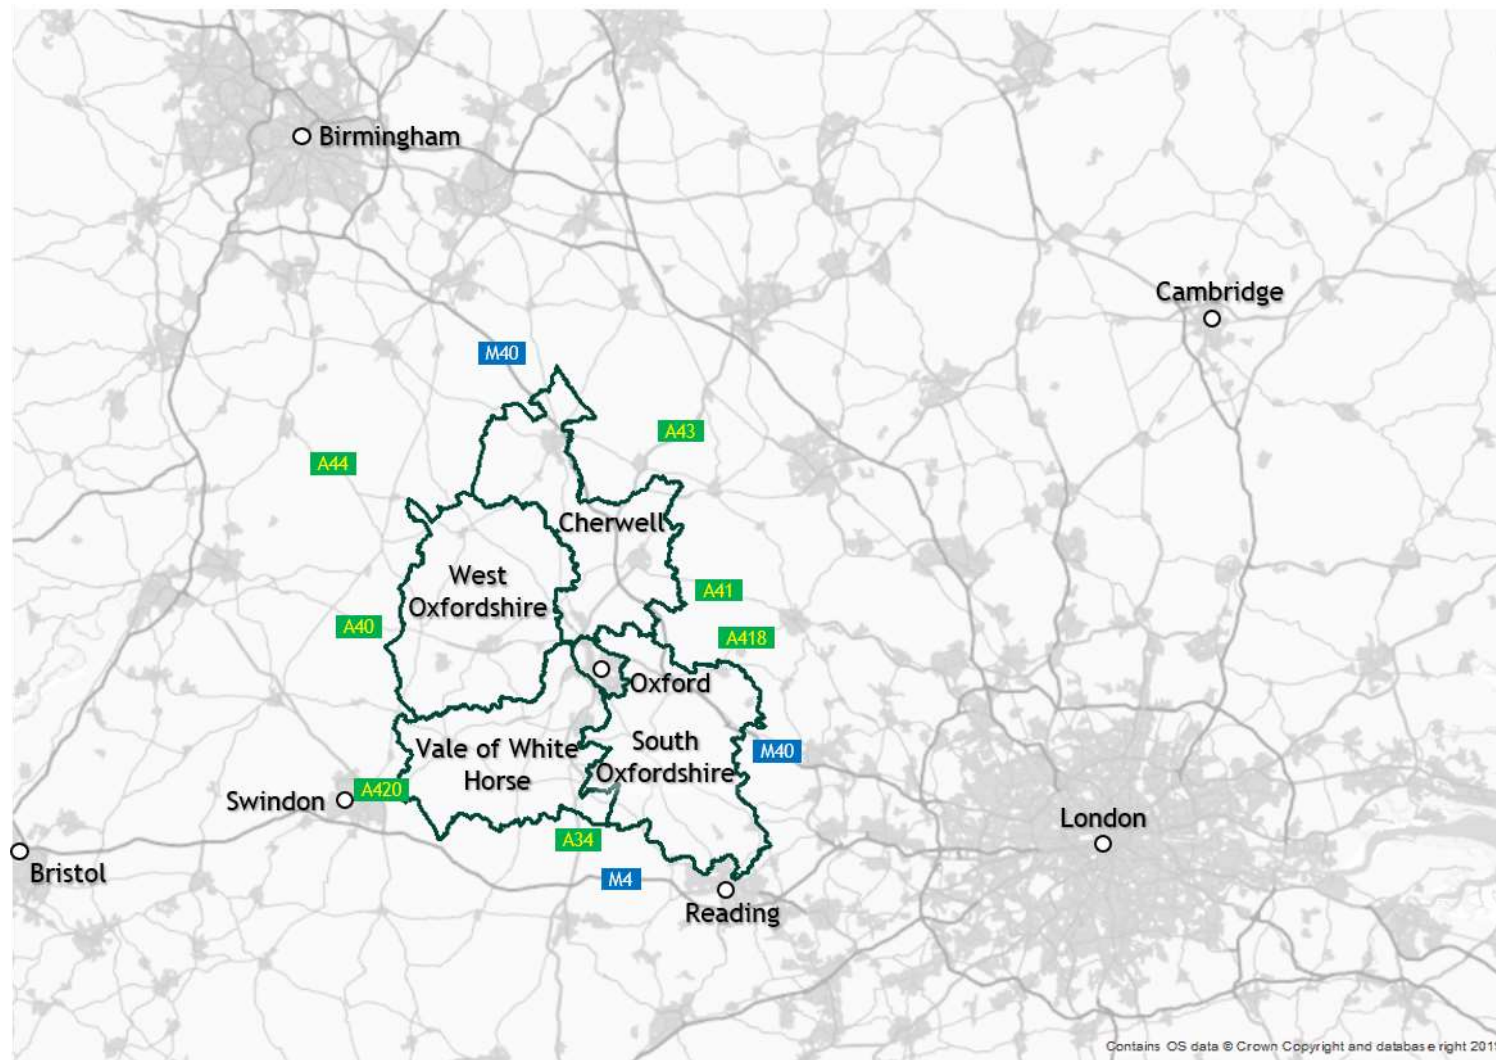 Birmingham
Cambridge
M40
A43
A44
Cherwell
West
Oxfordshire
A41
A40
A418
Oxford
Vale of White
Horse
South
Oxfordshire
M40
A420
Swindon
London
A34
Bristol
M4
Reading
Contains OS data © Crown Copyright and database right 201